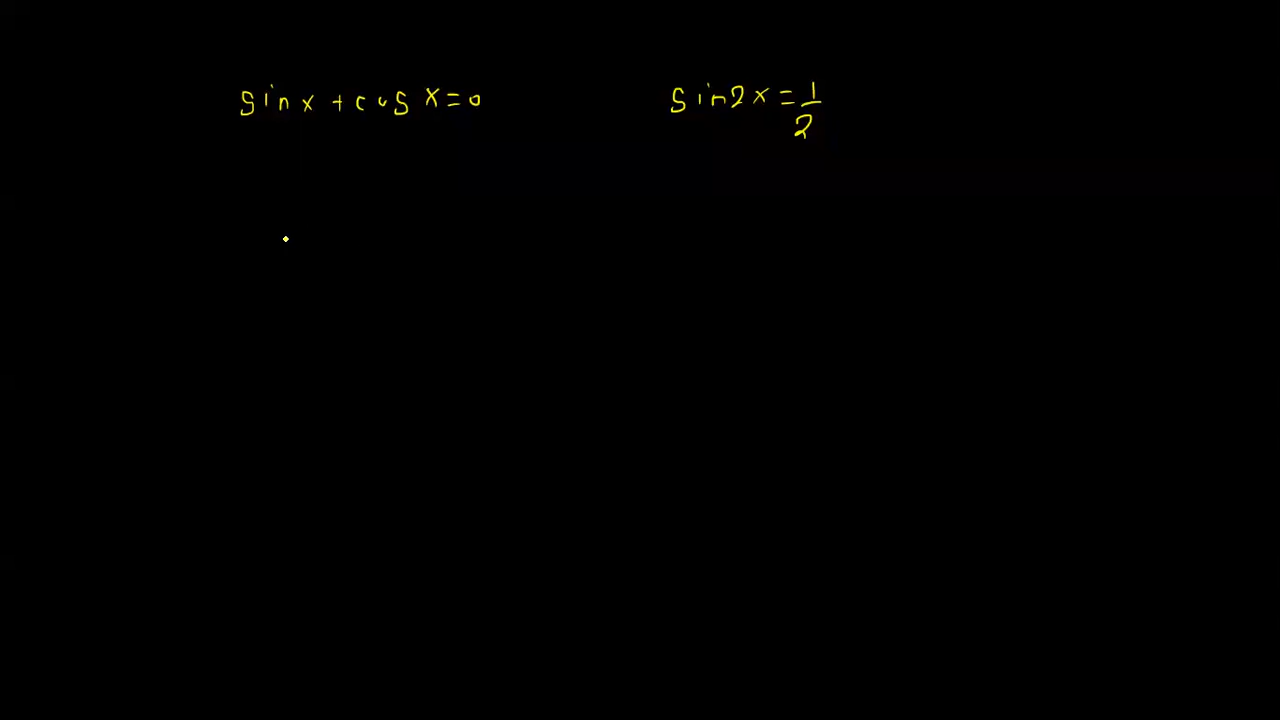 sin x + cos x = 0
sin 2x = 1/2